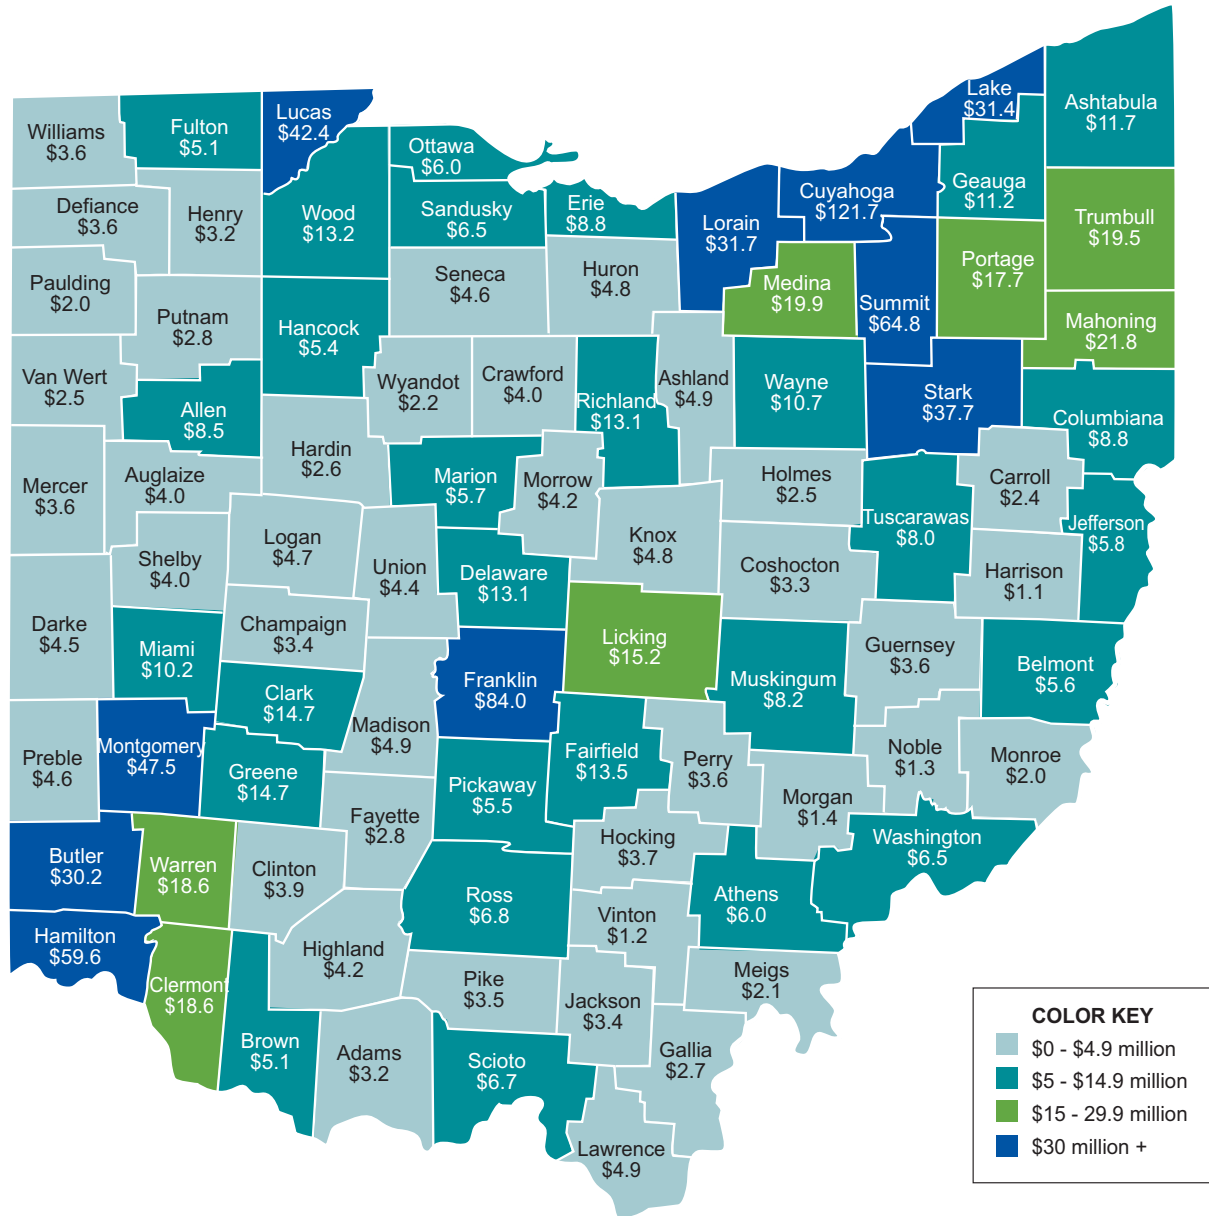 Lake
$31.4
Ashtabula
$11.7
Lucas
$42.4
Williams
$3.6
Fulton
$5.1
Ottawa
$6.0
Geauga
$11.2
Cuyahoga
$121.7
Defiance
$3.6
Henry
$3.2
Wood
$13.2
Sandusky
$6.5
Erie
$8.8
Lorain
$31.7
Trumbull
$19.5
Portage
$17.7
Paulding
$2.0
Seneca
$4.6
Huron
$4.8
Medina
$19.9
Summit
$64.8
Putnam
$2.8
Hancock
$5.4
Mahoning
$21.8
Van Wert
$2.5
Allen
$8.5
Wyandot
$2.2
Crawford
$4.0
Richland
$13.1
Ashland
$4.9
Wayne
$10.7
Stark
$37.7
Columbiana
$8.8
Hardin
$2.6
Mercer
$3.6
Auglaize
$4.0
Marion
$5.7
Morrow
$4.2
Holmes
$2.5
Carroll
$2.4
Tuscarawas
$8.0
Jefferson
$5.8
Logan
$4.7
Knox
$4.8
Shelby
$4.0
Union
$4.4
Delaware
$13.1
Coshocton
$3.3
Harrison
$1.1
Darke
$4.5
Champaign
$3.4
Miami
$10.2
Licking
$15.2
Guernsey
$3.6
Belmont
$5.6
Clark
$14.7
Franklin
$84.0
Muskingum
$8.2
Madison
$4.9
Preble
$4.6
Montgomery
$47.5
Greene
$14.7
Fairfield
$13.5
Perry
$3.6
Noble
$1.3
Monroe
$2.0
Pickaway
$5.5
Morgan
$1.4
Fayette
$2.8
Hocking
$3.7
Washington
$6.5
Butler
$30.2
Warren
$18.6
Clinton
$3.9
Ross
$6.8
Athens
$6.0
Vinton
$1.2
Hamilton
$59.6
Highland
$4.2
Meigs
$2.1
Clermont
$18.6
Pike
$3.5
Jackson
$3.4
Brown
$5.1
Adams
$3.2
Scioto
$6.7
Gallia
$2.7
Lawrence
$4.9
COLOR KEY
$0 - $4.9 million
$5 - $14.9 million
$15 - 29.9 million
$30 million +